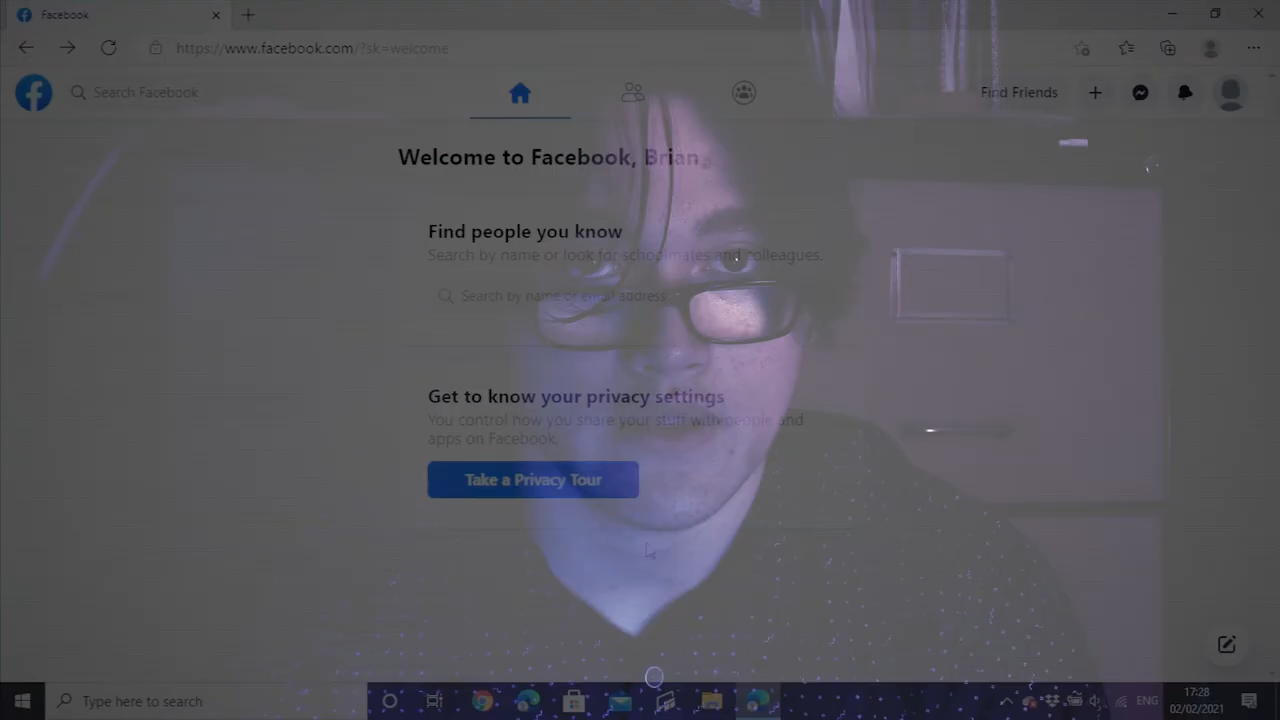 Facebook
https://www.facebook.com/?sk=welcome
Search Facebook
Find Friends
Welcome to Facebook, Brian
Find people you know
Search by name or look for schoolmates and colleagues.
Search by name or email address
Get to know your privacy settings
You control how you share your stuff with people and
apps on Facebook.
Take a Privacy Tour
Type here to search
ENG
17:28
02/02/2021